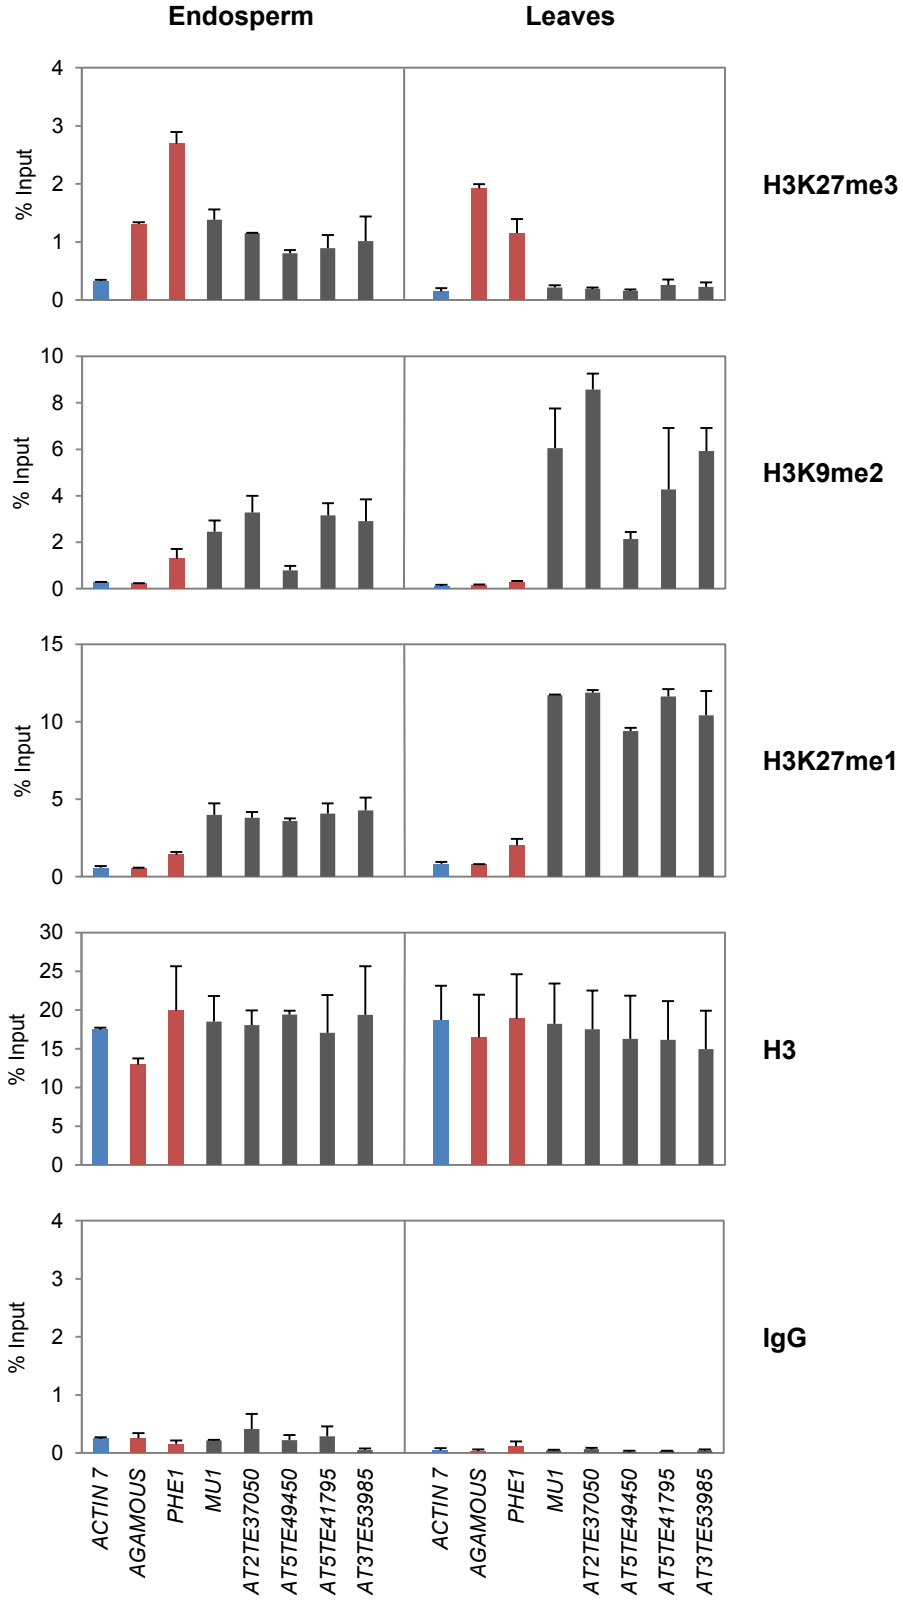 Endosperm Leaves
4
3
2
1
0
% Input
H3K27me3
10
8
6
4
2
0
% Input
H3K9me2
15
10
5
0
% Input
H3K27me1
30
25
20
15
10
5
0
% Input
H3
4
3
2
1
0
% Input
IgG
ACTIN 7
AGAMOUS
PHE1
MU1
AT2TE37050
AT5TE49450
AT5TE41795
AT3TE53985
ACTIN 7
AGAMOUS
PHE1
MU1
AT2TE37050
AT5TE49450
AT5TE41795
AT3TE53985